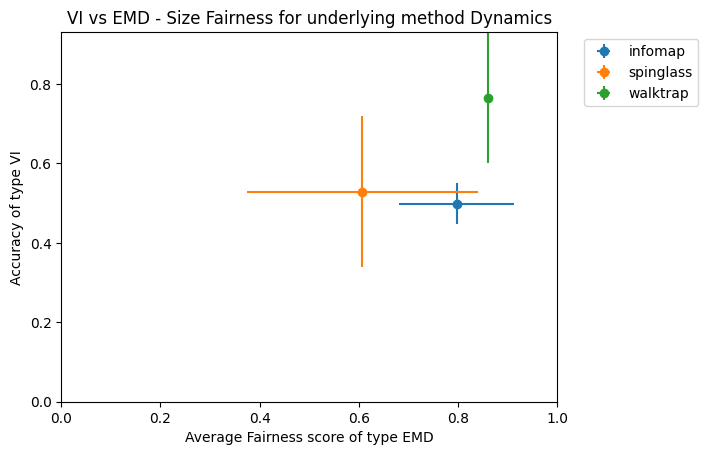 VI vs EMD - Size Fairness for underlying method Dynamics
infomap
spinglass
walktrap
Accuracy of type VI
0.8
0.6
0.4
0.2
0.0
0.0 0.2 0.4 0.6 0.8 1.0
Average Fairness score of type EMD